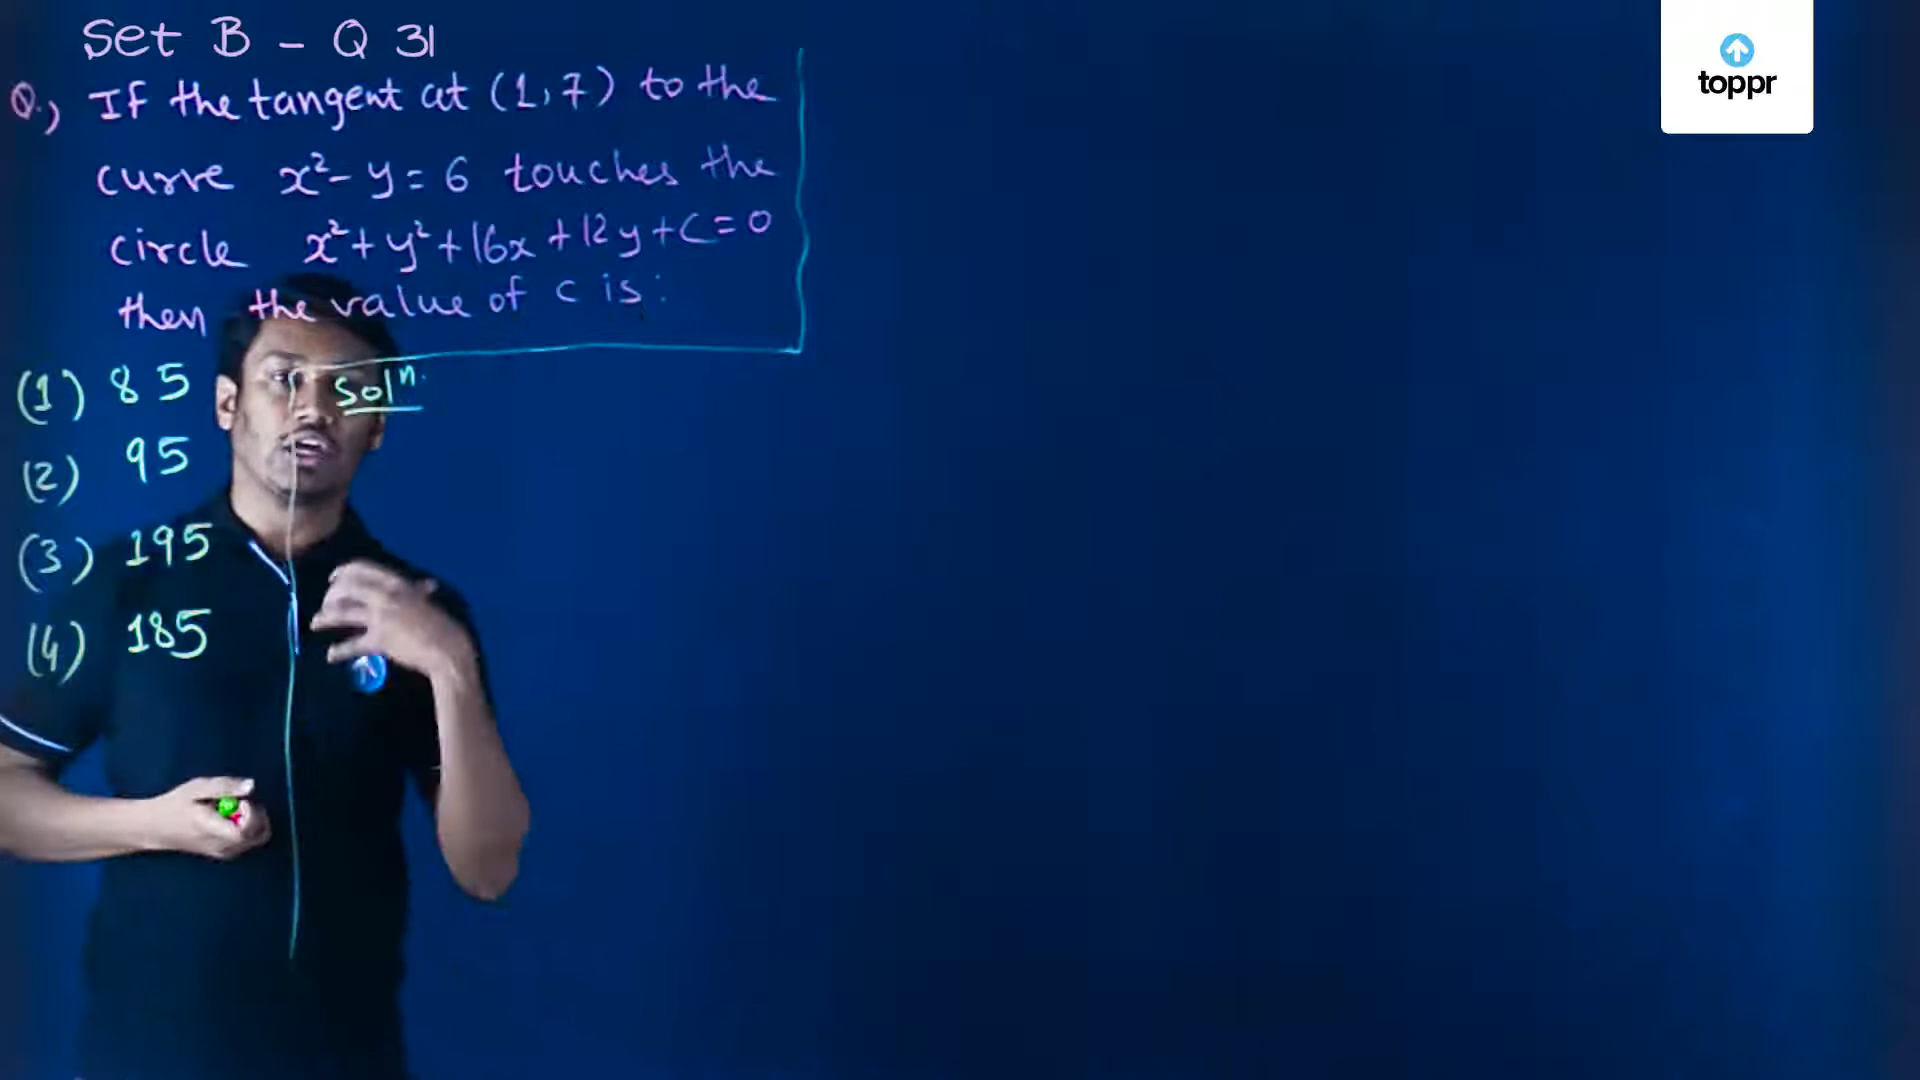 Set B - Q 31
Q., If the tangent at (1,7) to the
curve x²- y = 6 touches the
circle x²+ y²+16x +12y+c=0
then the value of c is:
(1) 85
Solⁿ.
(2) 95
(3) 195
(4) 185
toppr